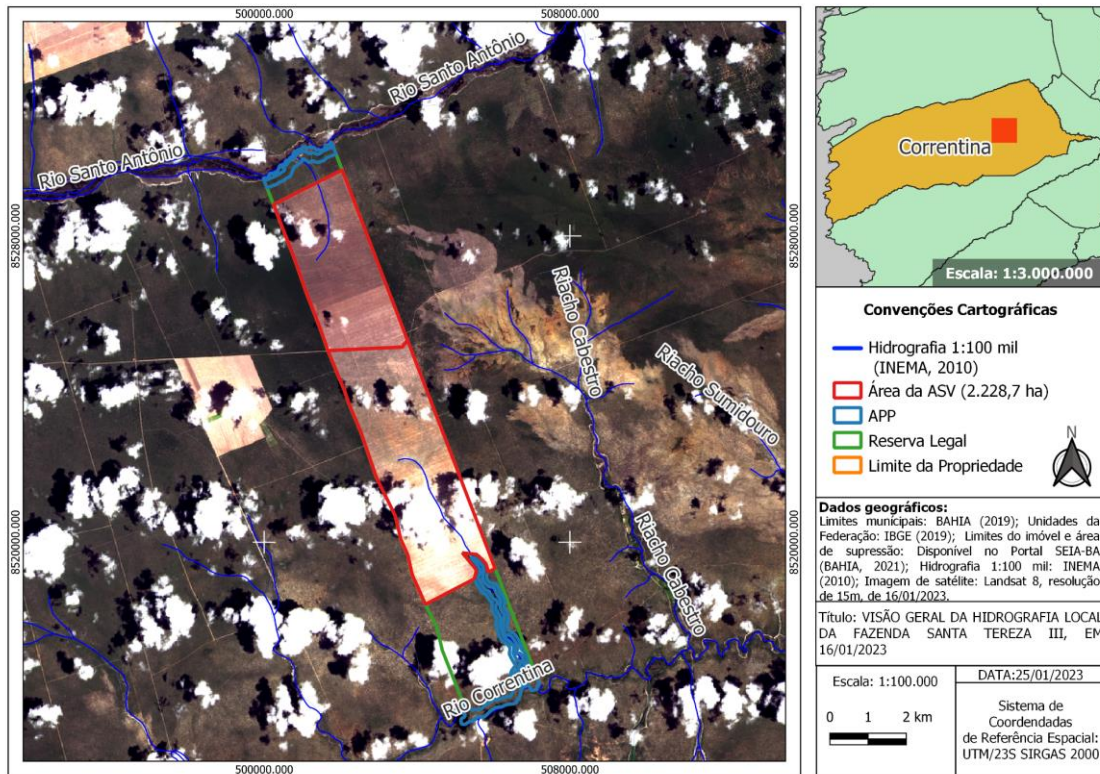 500000.000
508000.000
Rio Santo Antônio
Rio Santo Antônio
8528000.000
8528000.000
Riacho Cabestro
Riacho Sumidouro
8520000.000
8520000.000
Riacho Cabestro
Rio Correntina
500000.000
508000.000
Correntina
Escala: 1:3.000.000
Convenções Cartográficas
Hidrografia 1:100 mil
(INEMA, 2010)
Área da ASV (2.228,7 ha)
APP
Reserva Legal
Limite da Propriedade
N
Dados geográficos:
Limites municipais: BAHIA (2019); Unidades da
Federação: IBGE (2019); Limites do imóvel e área
de supressão: Disponível no Portal SEIA-BA
(BAHIA, 2021); Hidrografia 1:100 mil: INEMA
(2010); Imagem de satélite: Landsat 8, resolução
de 15m, de 16/01/2023.
Título: VISÃO GERAL DA HIDROGRAFIA LOCAL
DA FAZENDA SANTA TEREZA III, EM
16/01/2023
Escala: 1:100.000
0 1 2 km
DATA:25/01/2023
Sistema de
Coordendadas
de Referência Espacial:
UTM/23S SIRGAS 2000